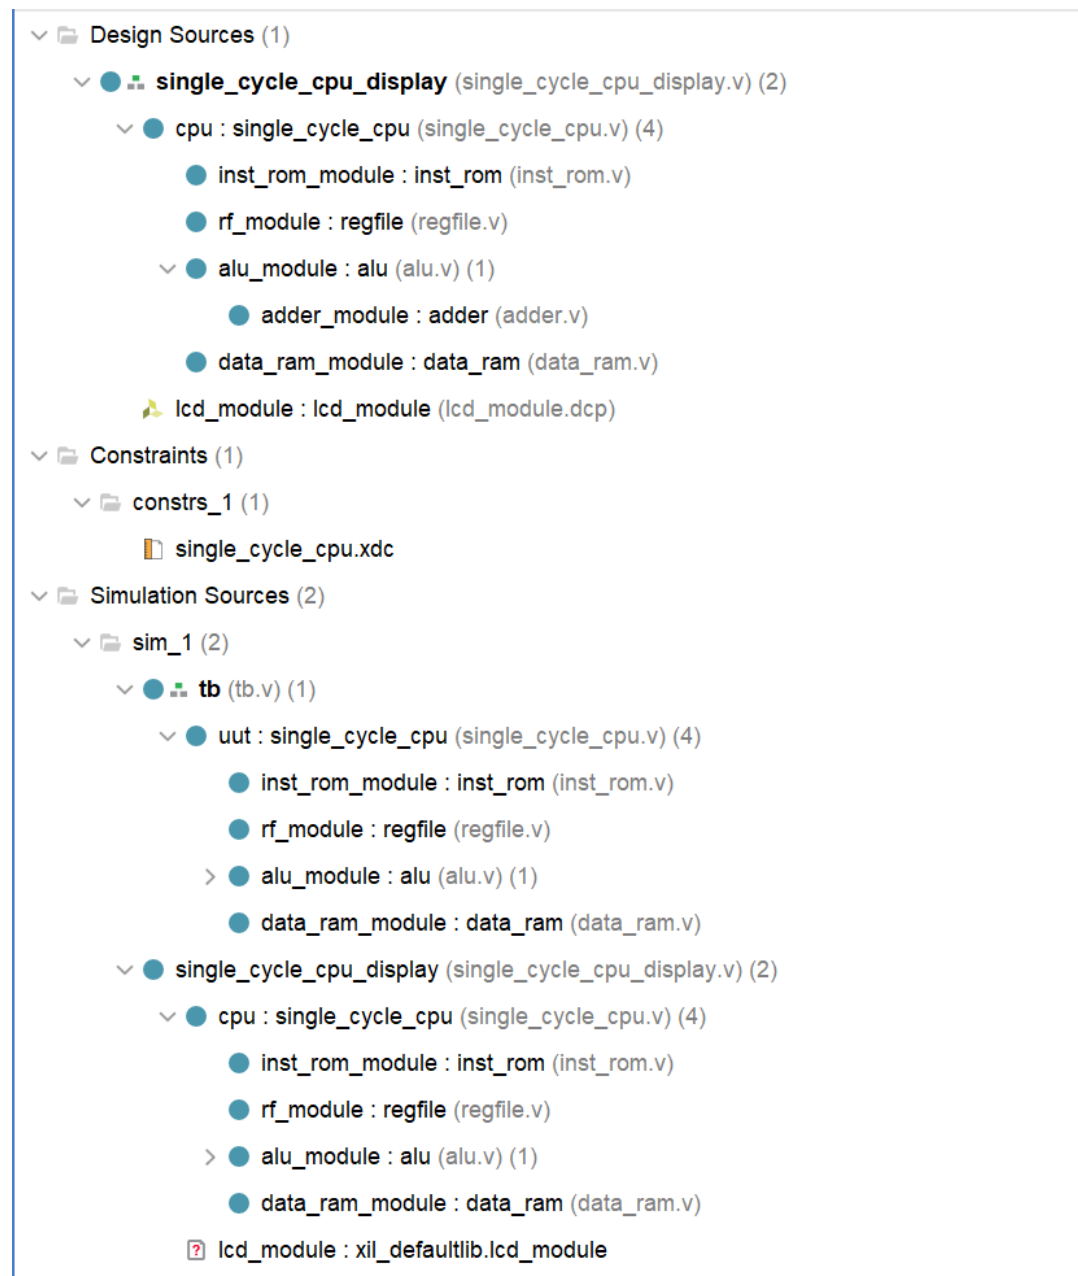 Design Sources (1)
single_cycle_cpu_display (single_cycle_cpu_display.v) (2)
cpu : single_cycle_cpu (single_cycle_cpu.v) (4)
inst_rom_module : inst_rom (inst_rom.v)
rf_module : regfile (regfile.v)
alu_module : alu (alu.v) (1)
adder_module : adder (adder.v)
data_ram_module : data_ram (data_ram.v)
lcd_module : lcd_module (lcd_module.dcp)
Constraints (1)
constrs_1 (1)
single_cycle_cpu.xdc
Simulation Sources (2)
sim_1 (2)
tb (tb.v) (1)
uut : single_cycle_cpu (single_cycle_cpu.v) (4)
inst_rom_module : inst_rom (inst_rom.v)
rf_module : regfile (regfile.v)
alu_module : alu (alu.v) (1)
data_ram_module : data_ram (data_ram.v)
single_cycle_cpu_display (single_cycle_cpu_display.v) (2)
cpu : single_cycle_cpu (single_cycle_cpu.v) (4)
inst_rom_module : inst_rom (inst_rom.v)
rf_module : regfile (regfile.v)
alu_module : alu (alu.v) (1)
data_ram_module : data_ram (data_ram.v)
lcd_module : xil_defaultlib.lcd_module